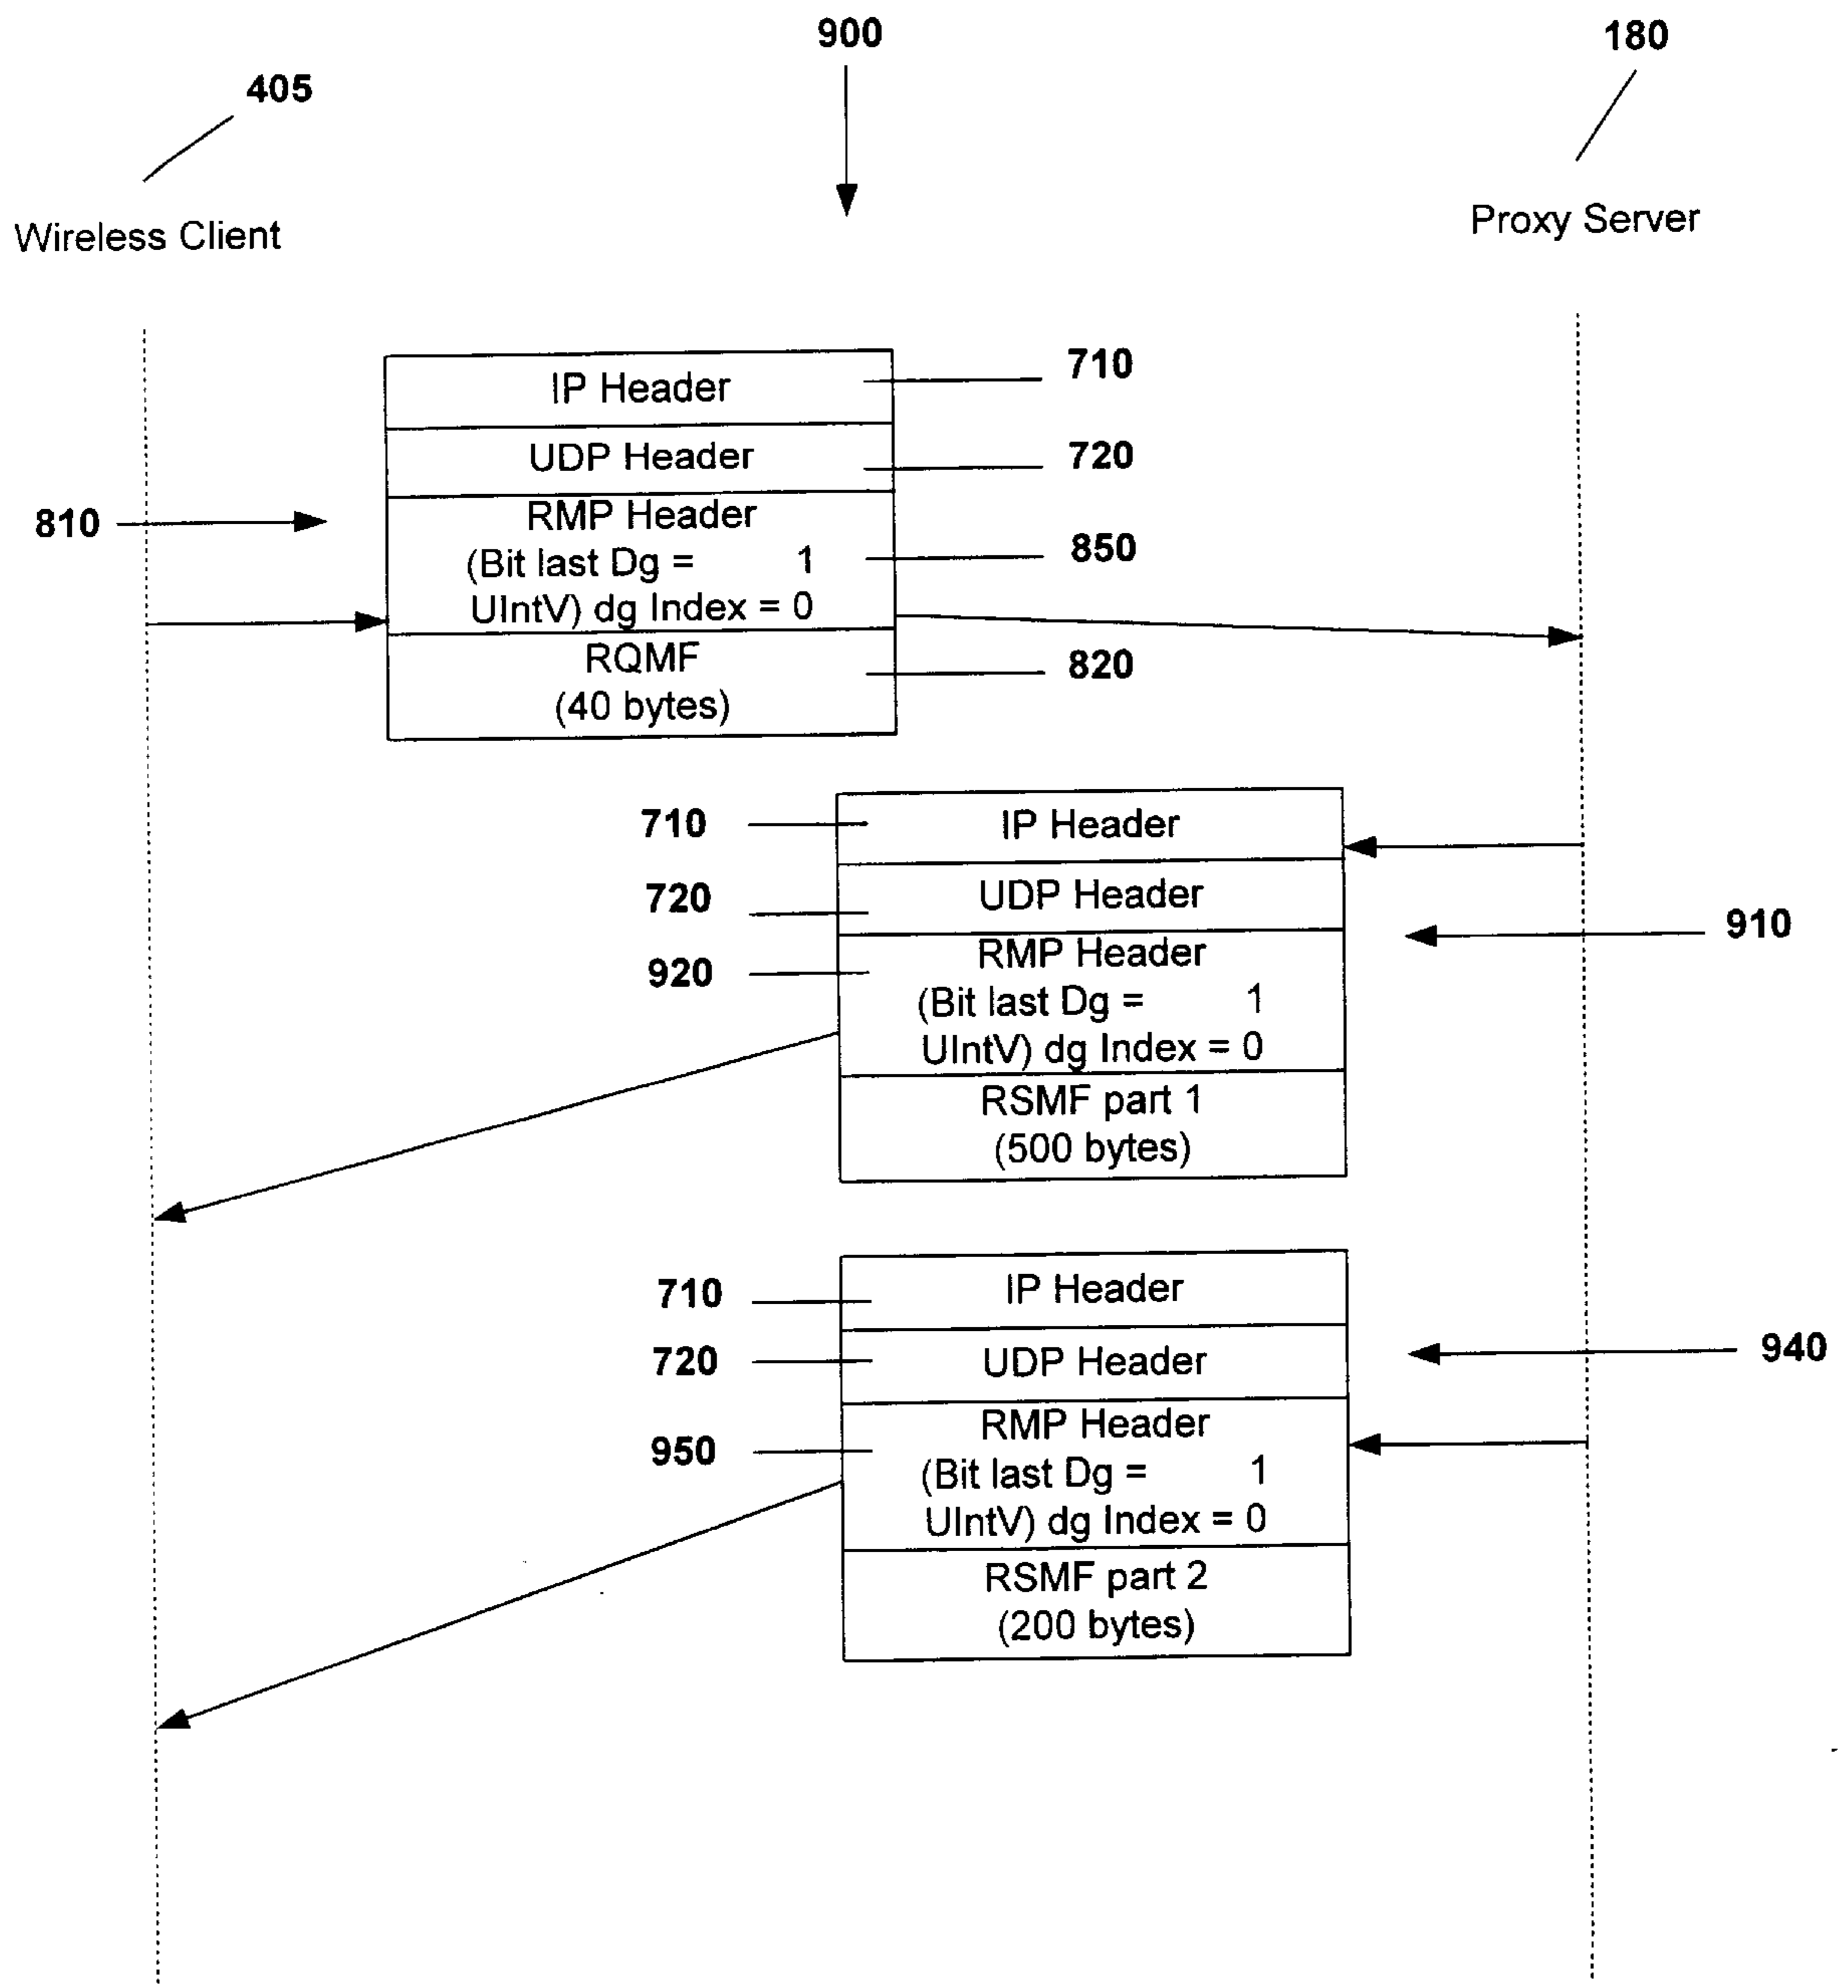 900
180
405
Wireless Client
Proxy Server
IP Header
710
UDP Header
720
810
RMP Header
(Bit last Dg = 1
850
UIntV) dg Index = 0
RQMF
820
(40 bytes)
710
IP Header
720
UDP Header
910
920
RMP Header
(Bit last Dg = 1
UIntV) dg Index = 0
RSMF part 1
(500 bytes)
710
IP Header
720
UDP Header
940
950
RMP Header
(Bit last Dg = 1
UIntV) dg Index = 0
RSMF part 2
(200 bytes)